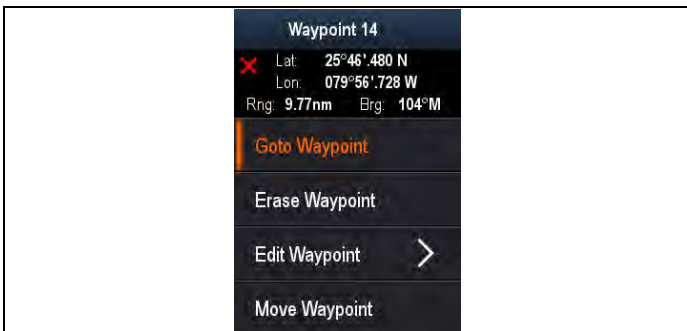 Waypoint 14
Lat: 25°46'.480 N
Lon: 079°56'.728 W
Rng: 9.77nm Brg: 104°M
Goto Waypoint
Erase Waypoint
Edit Waypoint
Move Waypoint